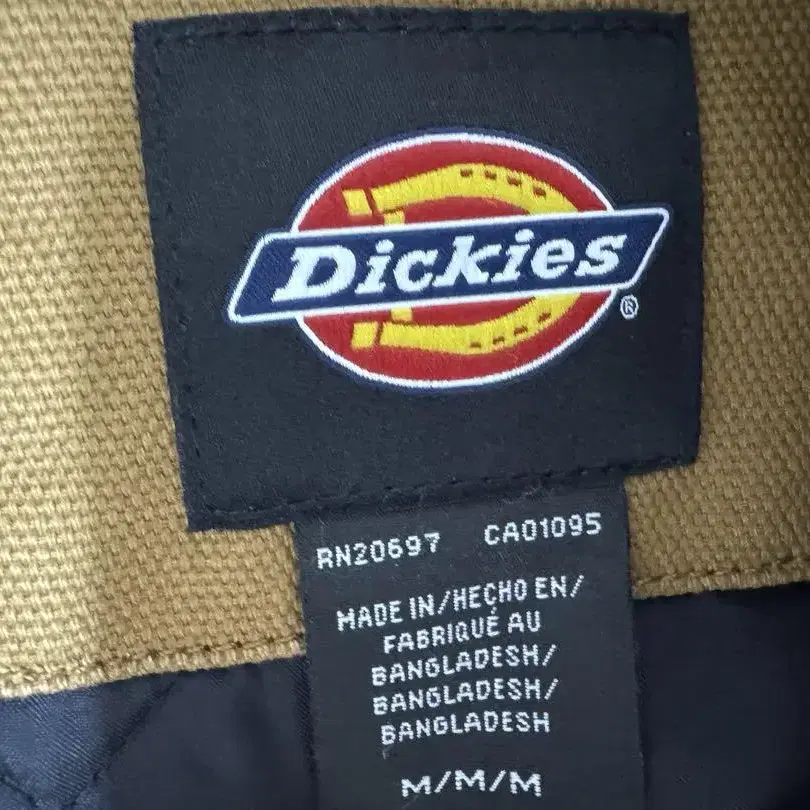 Dickies
®
RN20697 CA01095
MADE IN/HECHO EN/
FABRIQUÉ AU
BANGLADESH/
BANGLADESH/
BANGLADESH
M/M/M